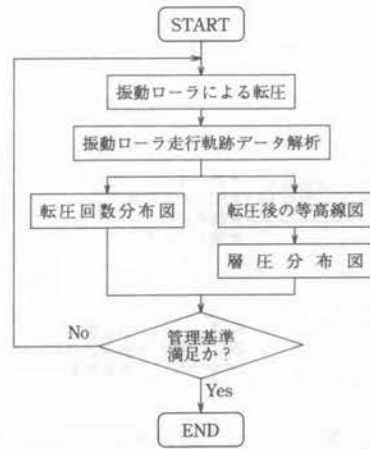 START
振動ローラによる転圧
振動ローラ走行軌跡データ解析
転圧回数分布図
転圧後の等高線図
層圧分布図
No
管理基準
満足か?
Yes
END